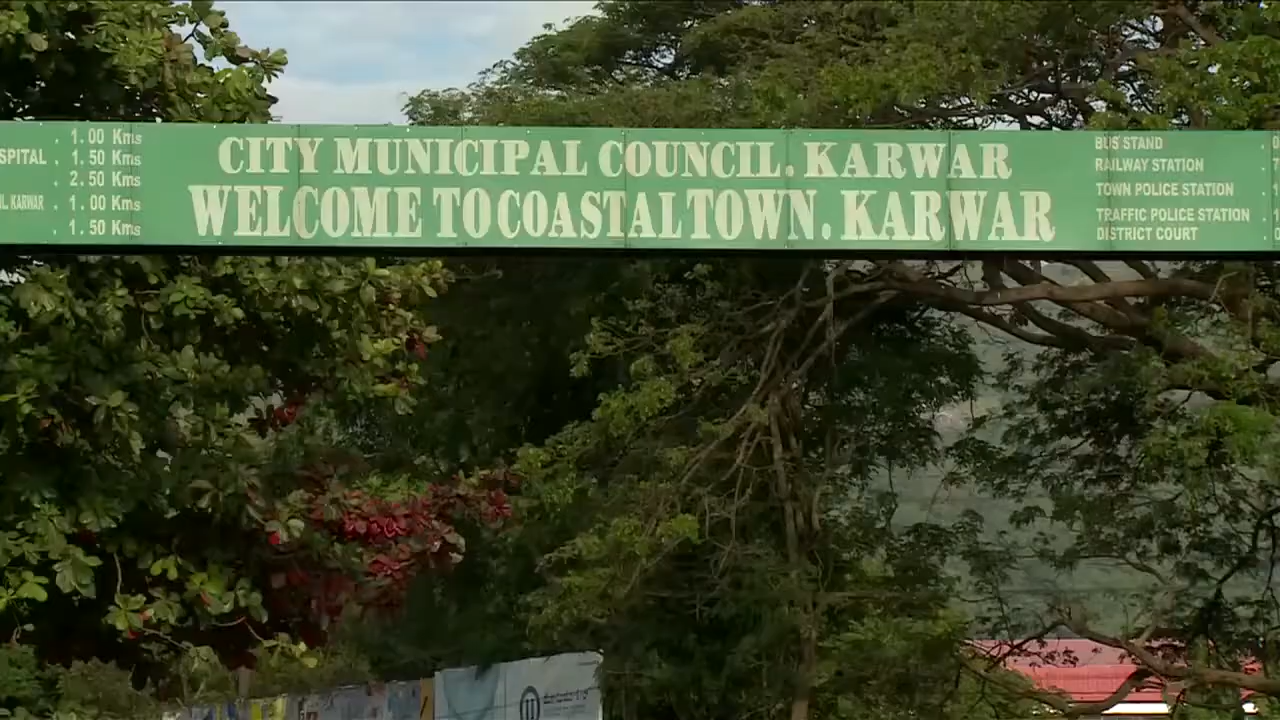 SPITAL . 1.00 Kms
. 1.50 Kms
2.50 Kms
KARWAR . 1.00 Kms
. 1.50 Kms
CITY MUNICIPAL COUNCIL. KARWAR
WELCOME TO COASTAL TOWN. KARWAR
BUS STAND
RAILWAY STATION
TOWN POLICE STATION
TRAFFIC POLICE STATION
DISTRICT COURT